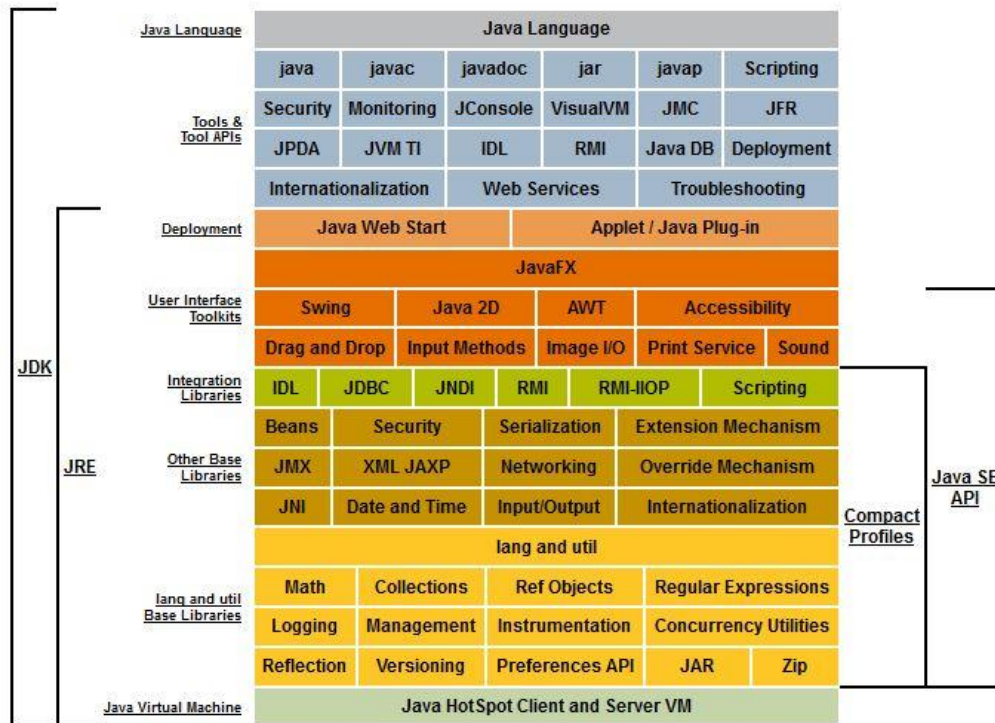 Java Language Java Language
java javac javadoc jar javap Scripting
Security Monitoring JConsole VisualVM JMC JFR
Tools &
Tool APIs
JPDA JVM TI IDL RMI Java DB Deployment
Internationalization Web Services Troubleshooting
Deployment Java Web Start Applet / Java Plug-in
JavaFX
User Interface
Toolkits
Swing Java 2D AWT Accessibility
Drag and Drop Input Methods Image I/O Print Service Sound
JDK
Integration
Libraries
IDL JDBC JNDI RMI RMI-IIOP Scripting
Beans Security Serialization Extension Mechanism
JRE
Other Base
Libraries
JMX XML JAXP Networking Override Mechanism
Java SE
API
JNI Date and Time Input/Output Internationalization
Compact
Profiles
lang and util
Math Collections Ref Objects Regular Expressions
lang and util
Base Libraries
Logging Management Instrumentation Concurrency Utilities
Reflection Versioning Preferences API JAR Zip
Java Virtual Machine Java HotSpot Client and Server VM